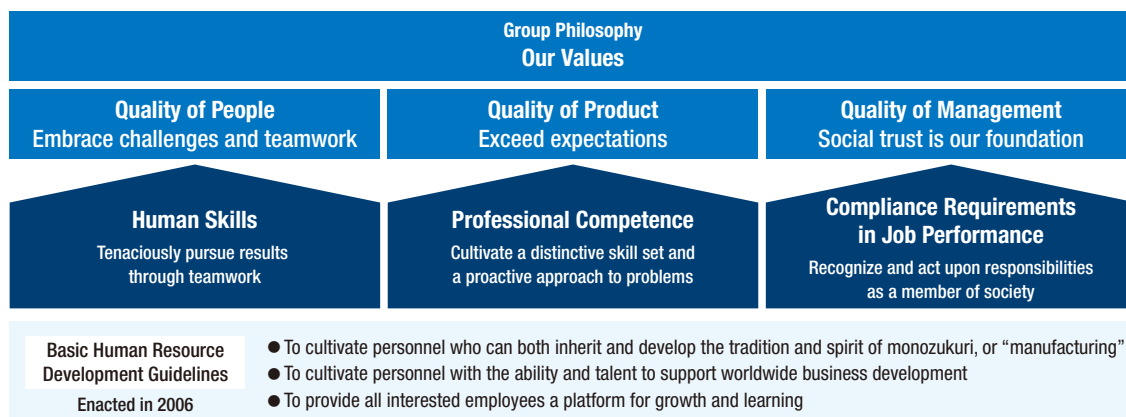 Group Philosophy
Our Values
Quality of People
Embrace challenges and teamwork
Quality of Product
Exceed expectations
Quality of Management
Social trust is our foundation
Human Skills
Tenaciously pursue results
through teamwork
Professional Competence
Cultivate a distinctive skill set and
a proactive approach to problems
Compliance Requirements
in Job Performance
Recognize and act upon responsibilities
as a member of society
Basic Human Resource
Development Guidelines
Enacted in 2006
● To cultivate personnel who can both inherit and develop the tradition and spirit of monozukuri, or “manufacturing”
● To cultivate personnel with the ability and talent to support worldwide business development
● To provide all interested employees a platform for growth and learning